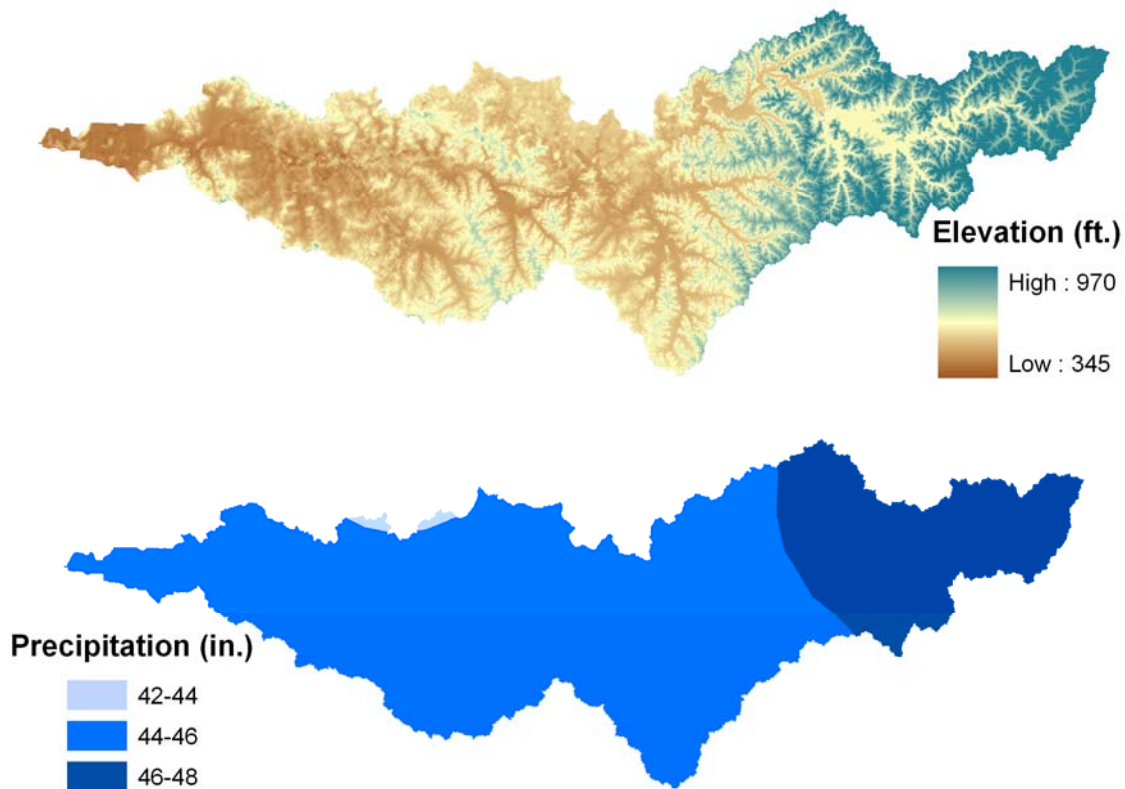 Elevation (ft.)
High : 970
Low : 345
Precipitation (in.)
42-44
44-46
46-48